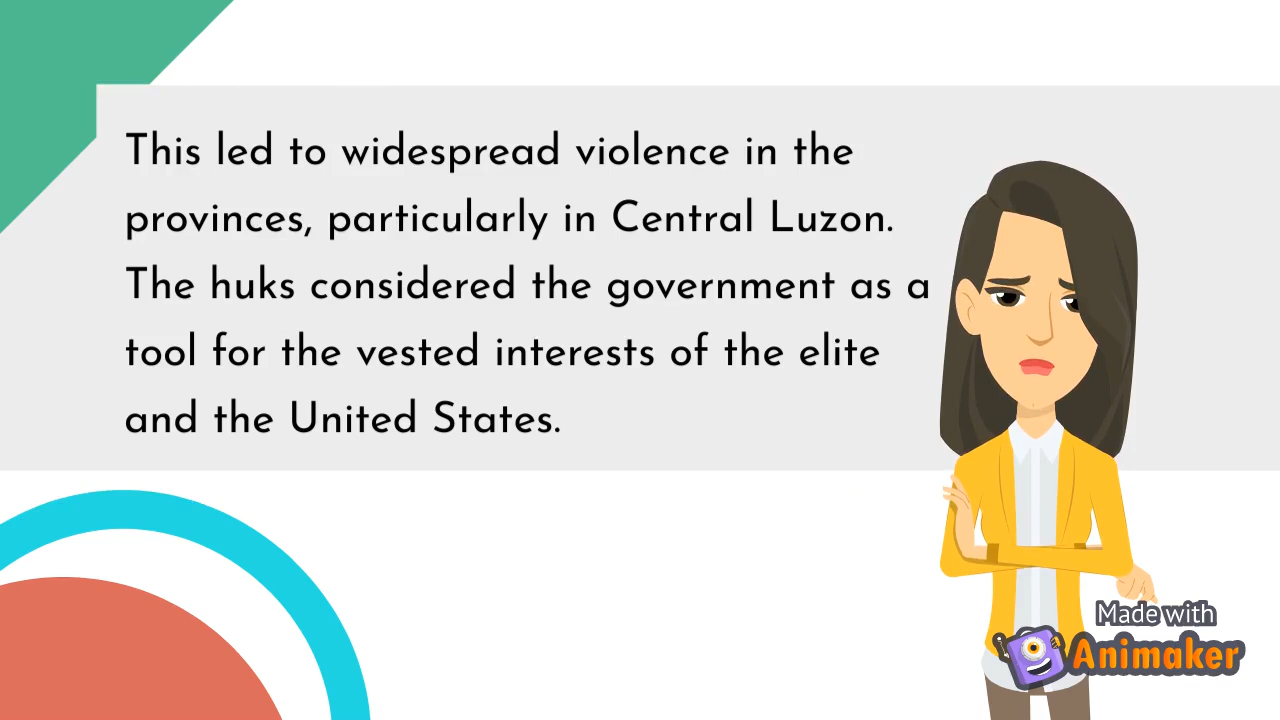 This led to widespread violence in the
provinces, particularly in Central Luzon.
The huks considered the government as a
tool for the vested interests of the elite
and the United States.
Made with
Animaker